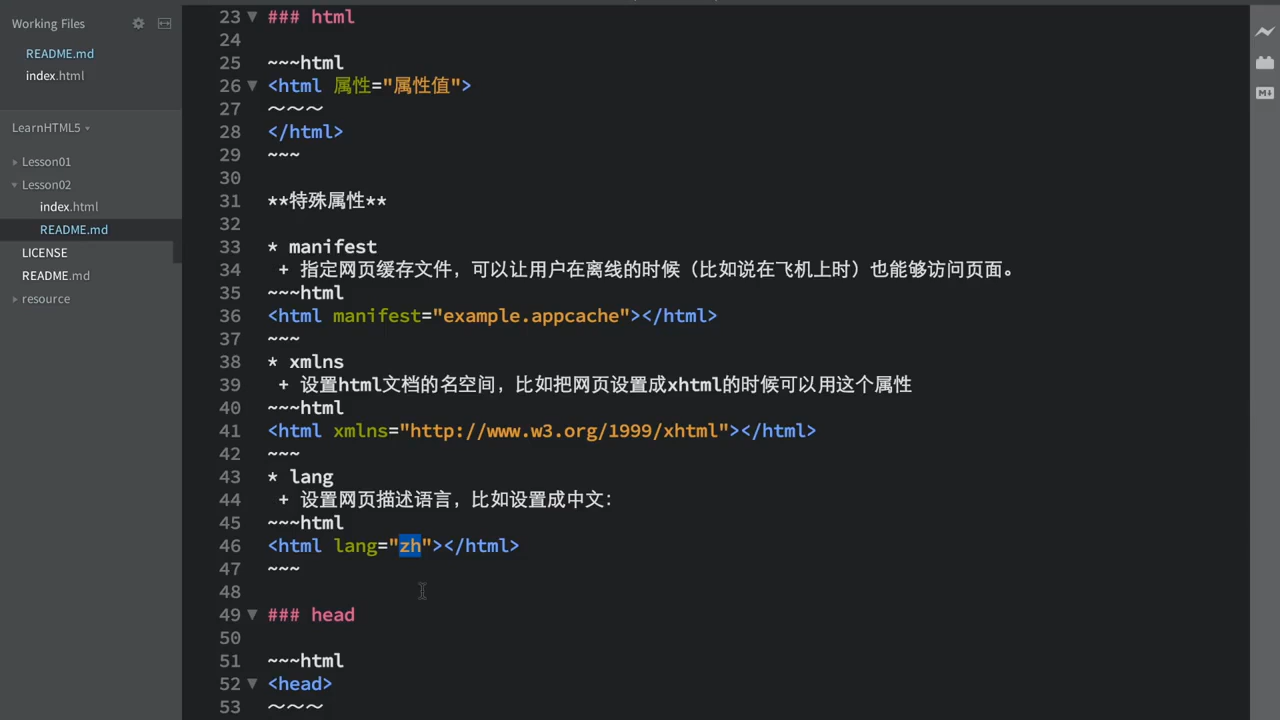 Working Files
README.md
index.html
LearnHTML5
Lesson01
Lesson02
index.html
README.md
LICENSE
README.md
resource
23 ### html
24
25 ~~~html
26 <html 属性="属性值">
27 ～～～
28 </html>
29 ~~~
30
31 **特殊属性**
32
33 * manifest
34  + 指定网页缓存文件，可以让用户在离线的时候（比如说在飞机上时）也能够访问页面。
35 ~~~html
36 <html manifest="example.appcache"></html>
37 ~~~
38 * xmlns
39  + 设置html文档的名空间，比如把网页设置成xhtml的时候可以用这个属性
40 ~~~html
41 <html xmlns="http://www.w3.org/1999/xhtml"></html>
42 ~~~
43 * lang
44  + 设置网页描述语言，比如设置成中文：
45 ~~~html
46 <html lang="zh"></html>
47 ~~~
48
49 ### head
50
51 ~~~html
52 <head>
53 ～～～
M↓